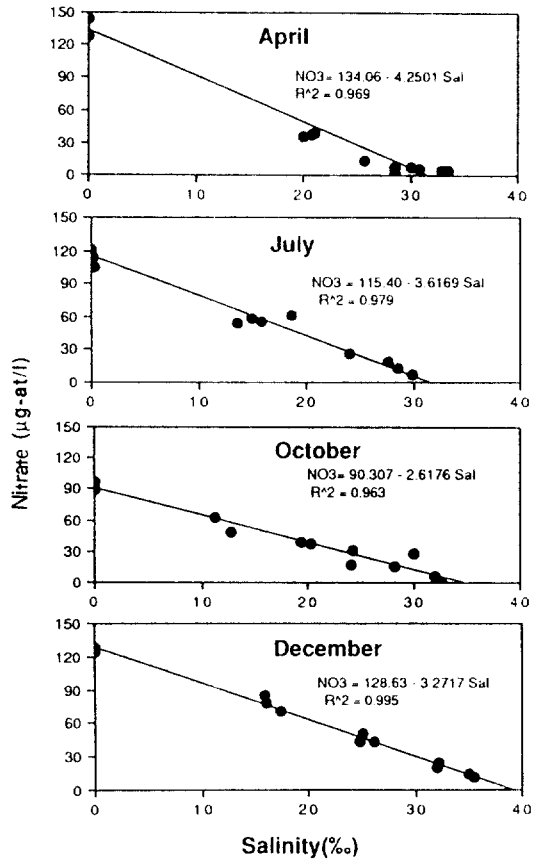 150
120
90
60
30
0
April
NO3 = 134.06 - 4.2501 Sal
R^2 = 0.969
0 10 20 30 40
150
120
90
60
30
0
July
NO3 = 115.40 - 3.6169 Sal
R^2 = 0.979
0 10 20 30 40
Nitrate (µg-at/l)
150
120
90
60
30
0
October
NO3 = 90.307 - 2.6176 Sal
R^2 = 0.963
0 10 20 30 40
150
120
90
60
30
0
December
NO3 = 128.63 - 3.2717 Sal
R^2 = 0.995
0 10 20 30 40
Salinity(‰)